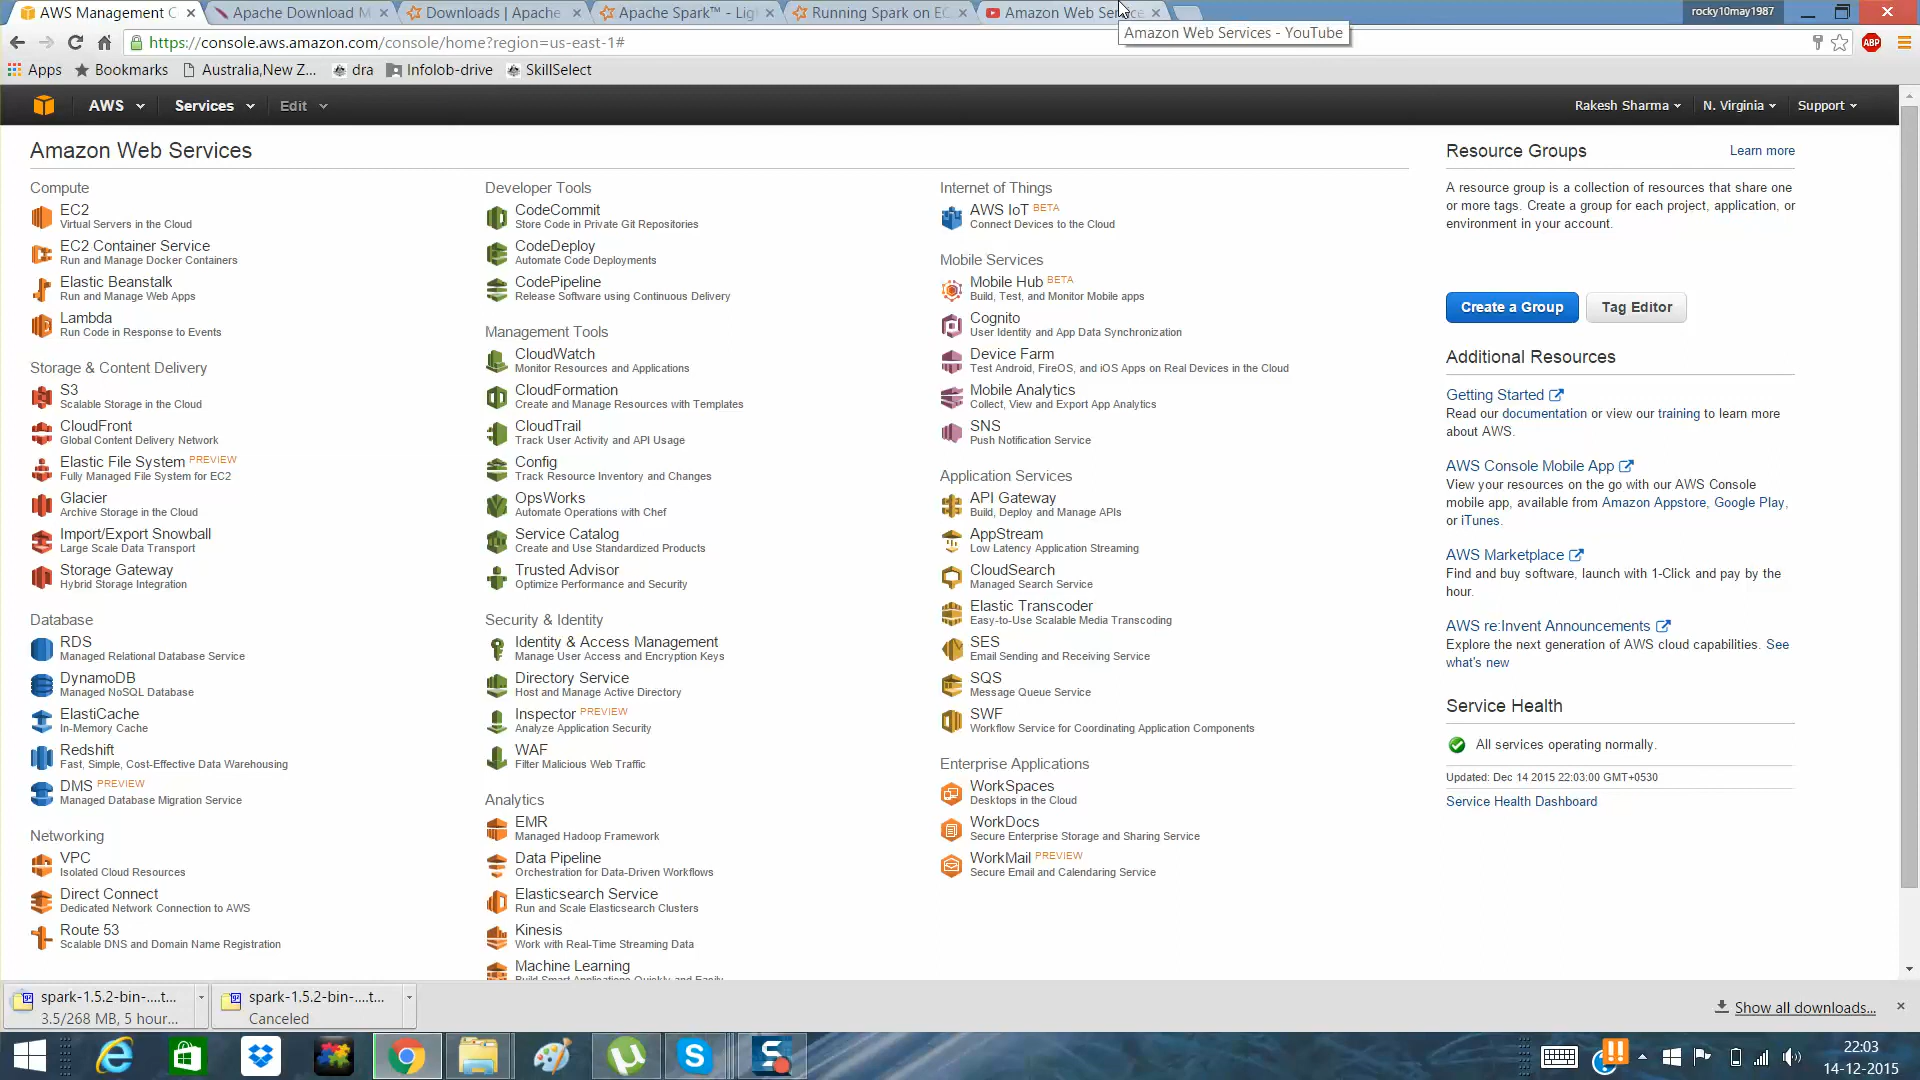 AWS Management C
Apache Download M
Downloads | Apache
Apache Spark™ - Lig
Running Spark on EC
Amazon Web Service
rocky10may1987
https://console.aws.amazon.com/console/home?region=us-east-1#
Amazon Web Services - YouTube
ABP
Apps
Bookmarks
Australia,New Z...
dra
Infolob-drive
SkillSelect
AWS
Services
Edit
Rakesh Sharma
N. Virginia
Support
Amazon Web Services
Compute
EC2
Virtual Servers in the Cloud
EC2 Container Service
Run and Manage Docker Containers
Elastic Beanstalk
Run and Manage Web Apps
Lambda
Run Code in Response to Events
Storage & Content Delivery
S3
Scalable Storage in the Cloud
CloudFront
Global Content Delivery Network
Elastic File System PREVIEW
Fully Managed File System for EC2
Glacier
Archive Storage in the Cloud
Import/Export Snowball
Large Scale Data Transport
Storage Gateway
Hybrid Storage Integration
Database
RDS
Managed Relational Database Service
DynamoDB
Managed NoSQL Database
ElastiCache
In-Memory Cache
Redshift
Fast, Simple, Cost-Effective Data Warehousing
DMS PREVIEW
Managed Database Migration Service
Networking
VPC
Isolated Cloud Resources
Direct Connect
Dedicated Network Connection to AWS
Route 53
Scalable DNS and Domain Name Registration
Developer Tools
CodeCommit
Store Code in Private Git Repositories
CodeDeploy
Automate Code Deployments
CodePipeline
Release Software using Continuous Delivery
Management Tools
CloudWatch
Monitor Resources and Applications
CloudFormation
Create and Manage Resources with Templates
CloudTrail
Track User Activity and API Usage
Config
Track Resource Inventory and Changes
OpsWorks
Automate Operations with Chef
Service Catalog
Create and Use Standardized Products
Trusted Advisor
Optimize Performance and Security
Security & Identity
Identity & Access Management
Manage User Access and Encryption Keys
Directory Service
Host and Manage Active Directory
Inspector PREVIEW
Analyze Application Security
WAF
Filter Malicious Web Traffic
Analytics
EMR
Managed Hadoop Framework
Data Pipeline
Orchestration for Data-Driven Workflows
Elasticsearch Service
Run and Scale Elasticsearch Clusters
Kinesis
Work with Real-Time Streaming Data
Machine Learning
Build Smart Applications Quickly and Easily
Internet of Things
AWS IoT BETA
Connect Devices to the Cloud
Mobile Services
Mobile Hub BETA
Build, Test, and Monitor Mobile apps
Cognito
User Identity and App Data Synchronization
Device Farm
Test Android, FireOS, and iOS Apps on Real Devices in the Cloud
Mobile Analytics
Collect, View and Export App Analytics
SNS
Push Notification Service
Application Services
API Gateway
Build, Deploy and Manage APIs
AppStream
Low Latency Application Streaming
CloudSearch
Managed Search Service
Elastic Transcoder
Easy-to-Use Scalable Media Transcoding
SES
Email Sending and Receiving Service
SQS
Message Queue Service
SWF
Workflow Service for Coordinating Application Components
Enterprise Applications
WorkSpaces
Desktops in the Cloud
WorkDocs
Secure Enterprise Storage and Sharing Service
WorkMail PREVIEW
Secure Email and Calendaring Service
Resource Groups
Learn more
A resource group is a collection of resources that share one
or more tags. Create a group for each project, application, or
environment in your account.
Create a Group
Tag Editor
Additional Resources
Getting Started
Read our documentation or view our training to learn more
about AWS.
AWS Console Mobile App
View your resources on the go with our AWS Console
mobile app, available from Amazon Appstore, Google Play,
or iTunes.
AWS Marketplace
Find and buy software, launch with 1-Click and pay by the
hour.
AWS re:Invent Announcements
Explore the next generation of AWS cloud capabilities. See
what's new
Service Health
All services operating normally.
Updated: Dec 14 2015 22:03:00 GMT+0530
Service Health Dashboard
spark-1.5.2-bin-....t...
3.5/268 MB, 5 hour...
spark-1.5.2-bin-....t...
Canceled
Show all downloads...
22:03
14-12-2015